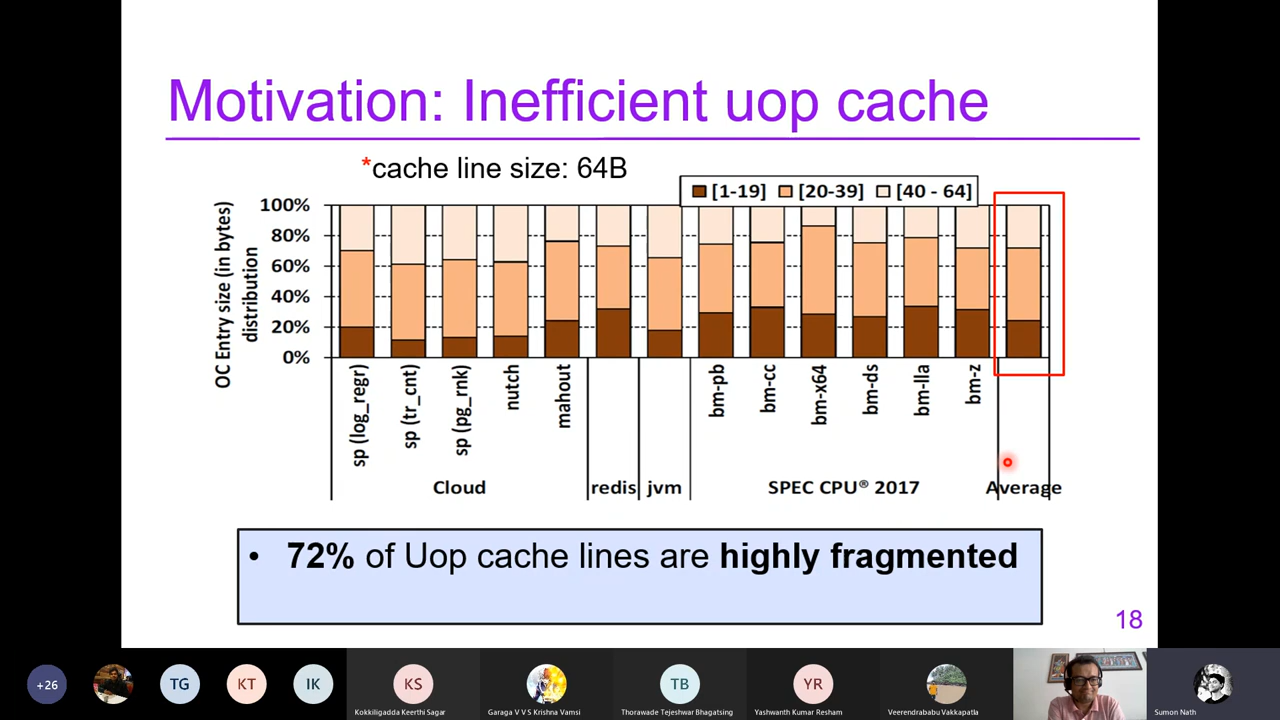 Motivation: Inefficient uop cache
*cache line size: 64B
[1-19] [20-39] [40 - 64]
OC Entry size (in bytes)
distribution
100%
80%
60%
40%
20%
0%
sp (log_regr)
sp (tr_cnt)
sp (pg_rnk)
nutch
mahout
bm-pb
bm-cc
bm-x64
bm-ds
bm-lla
bm-z
Cloud redis jvm SPEC CPU® 2017 Average
• 72% of Uop cache lines are highly fragmented
18
+26 TG KT IK KS TB YR
Kokkiligadda Keerthi Sagar Garaga V V S Krishna Vamsi Thorawade Tejeshwar Bhagatsing Yashwanth Kumar Resham Veerendrababu Vakkapatla Sumon Nath